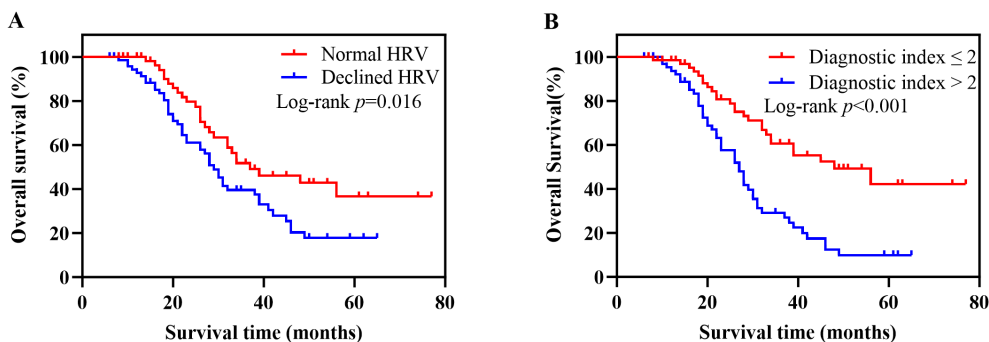 A
Overall survival (%)
100
80
60
40
20
0
Normal HRV
Declined HRV
Log-rank p=0.016
0 20 40 60 80
Survival time (months)
B
Overall Survival(%)
100
80
60
40
20
0
Diagnostic index ≤ 2
Diagnostic index > 2
Log-rank p<0.001
0 20 40 60 80
Survival time (months)